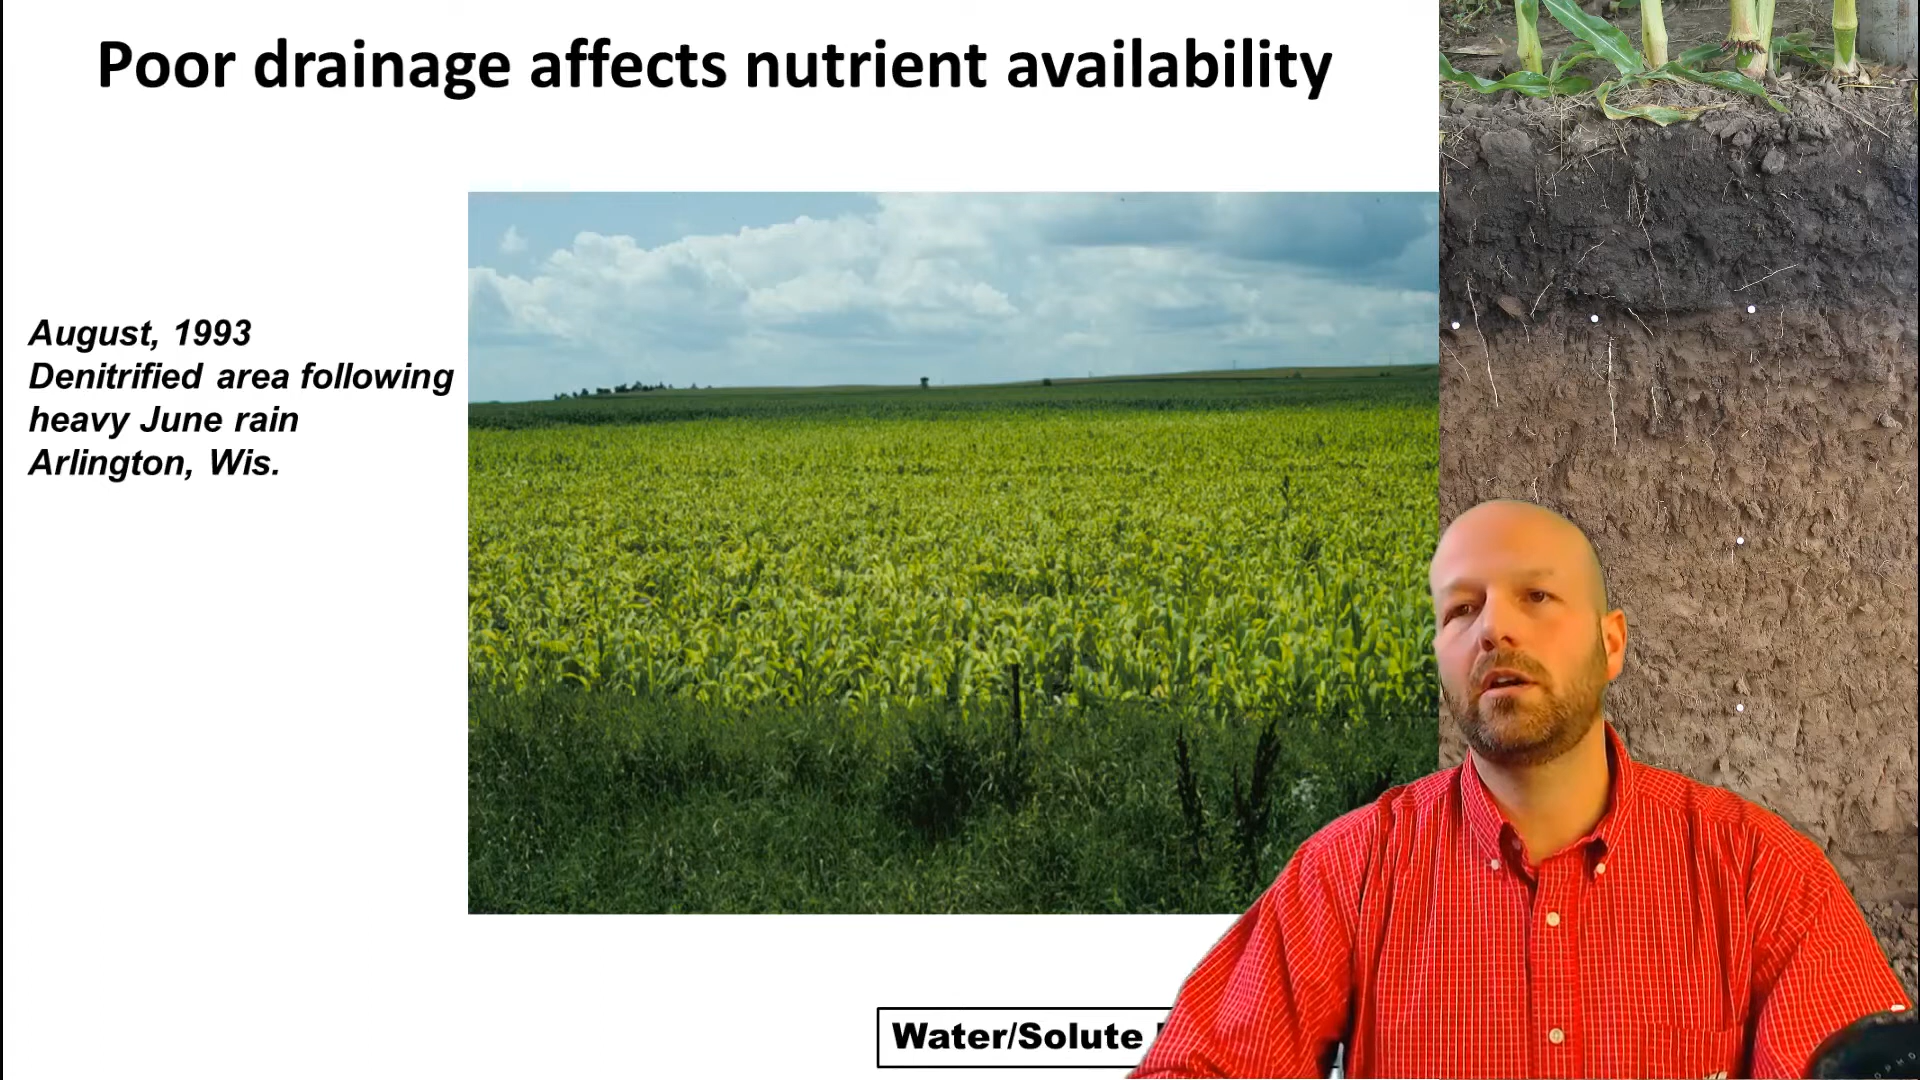 Poor drainage affects nutrient availability
August, 1993
Denitrified area following
heavy June rain
Arlington, Wis.
Water/Solute